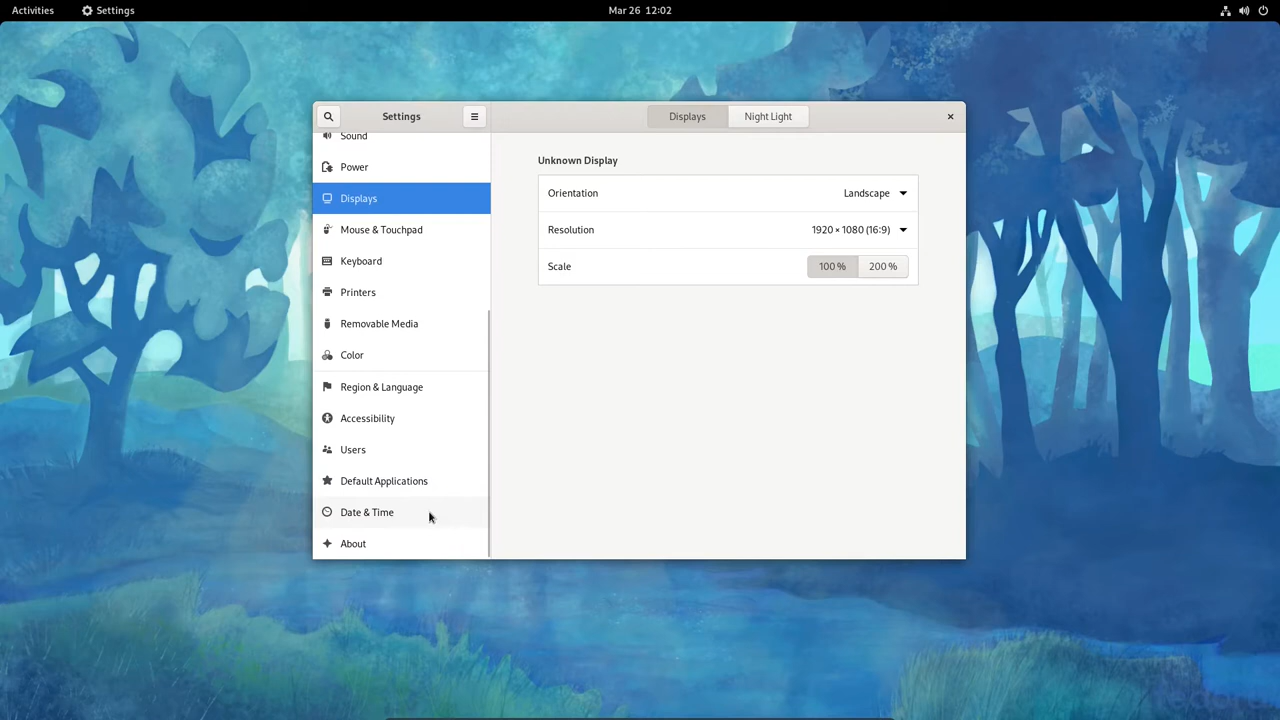 Activities
Settings
Mar 26 12:02
Settings
Displays
Night Light
Sound
Power
Displays
Mouse & Touchpad
Keyboard
Printers
Removable Media
Color
Region & Language
Accessibility
Users
Default Applications
Date & Time
About
Unknown Display
Orientation
Landscape
Resolution
1920 × 1080 (16:9)
Scale
100 %
200 %